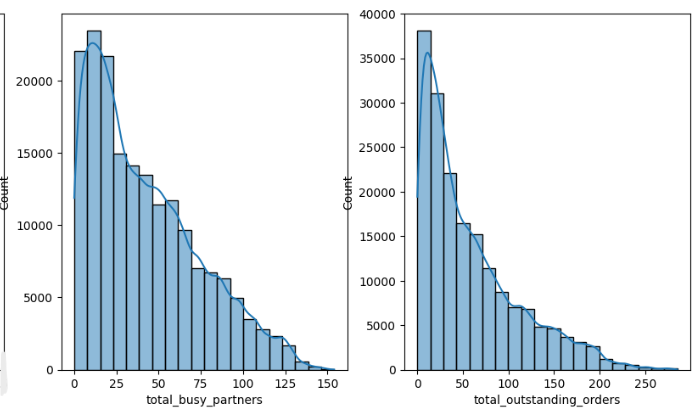 Count
20000
15000
10000
5000
0
0 25 50 75 100 125 150
total_busy_partners
Count
40000
35000
30000
25000
20000
15000
10000
5000
0
0 50 100 150 200 250
total_outstanding_orders